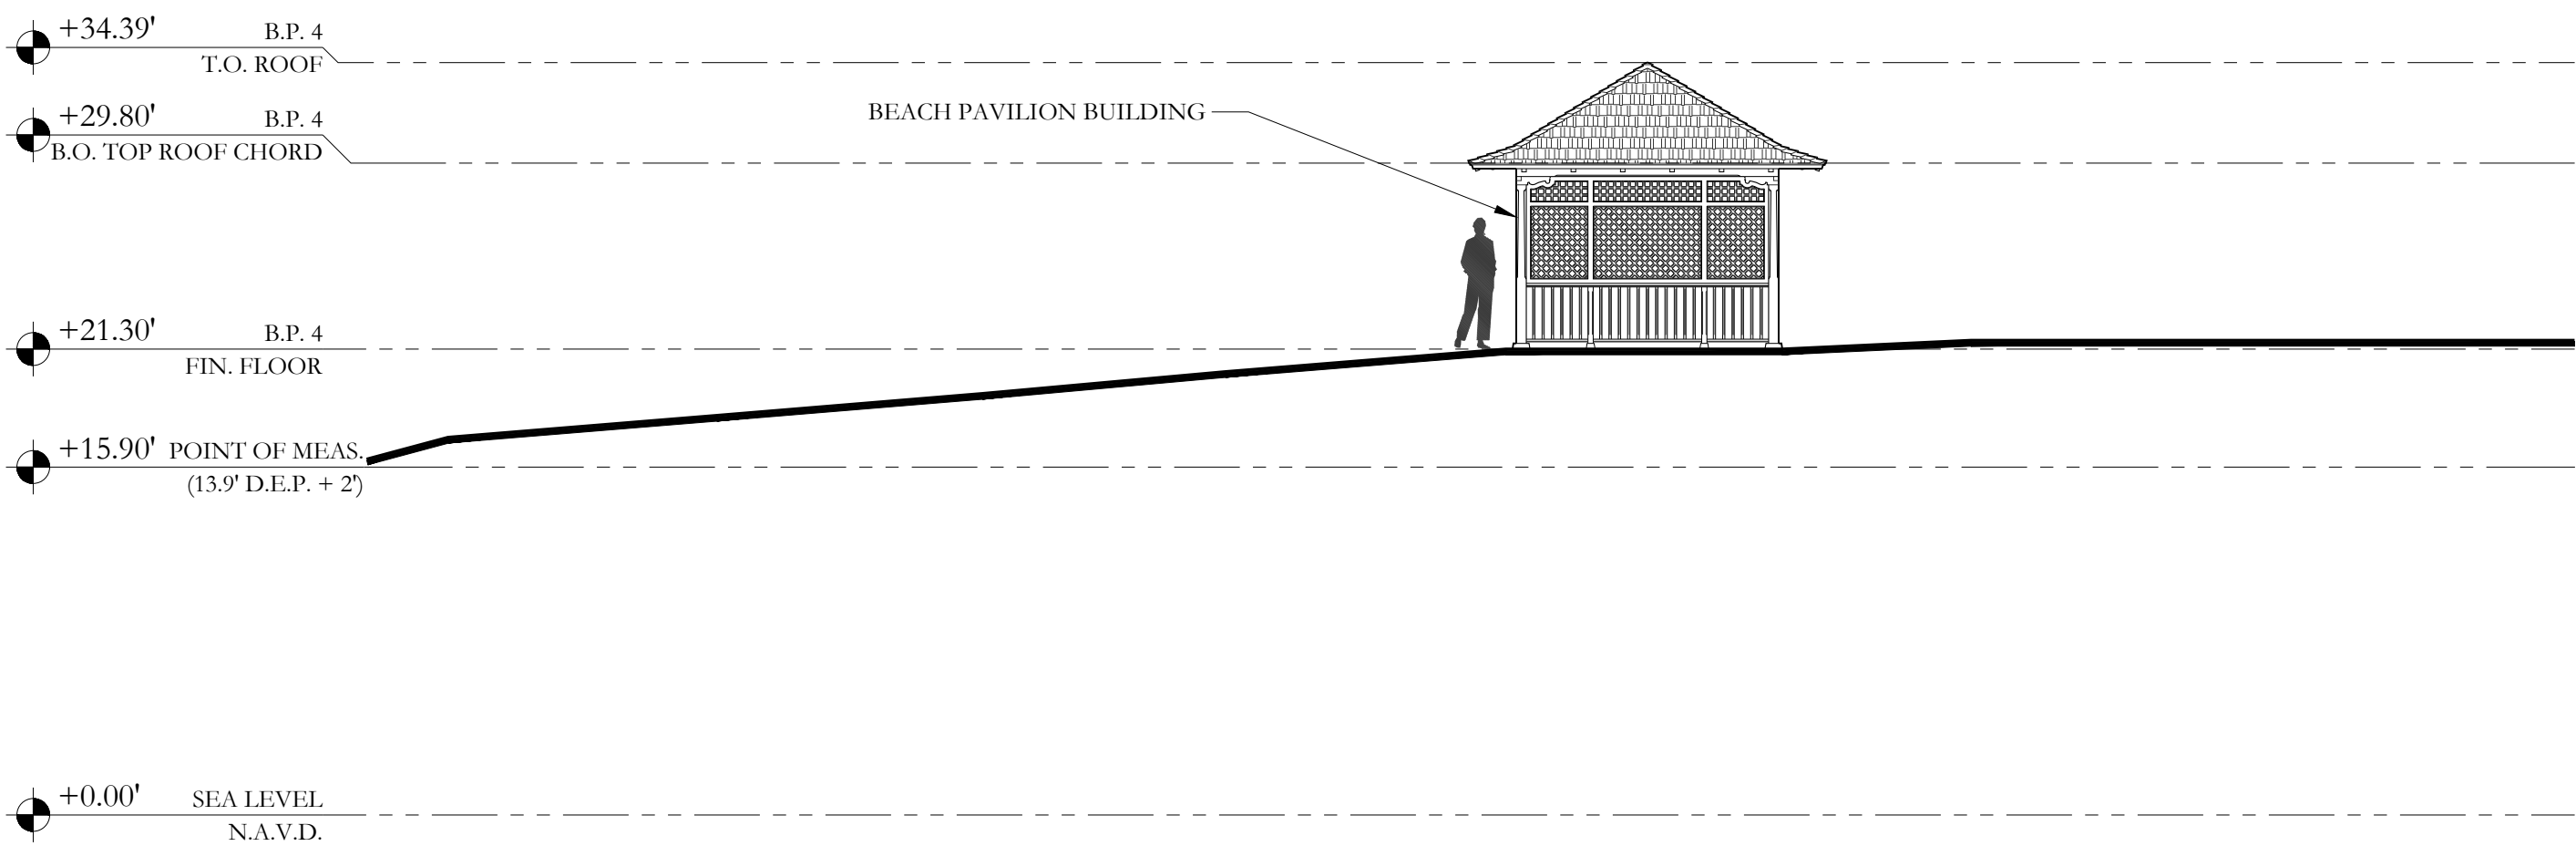 +34.39' B.P. 4
T.O. ROOF
+29.80' B.P. 4
B.O. TOP ROOF CHORD
BEACH PAVILION BUILDING
+21.30' B.P. 4
FIN. FLOOR
+15.90' POINT OF MEAS.
(13.9' D.E.P. + 2')
+0.00' SEA LEVEL
N.A.V.D.